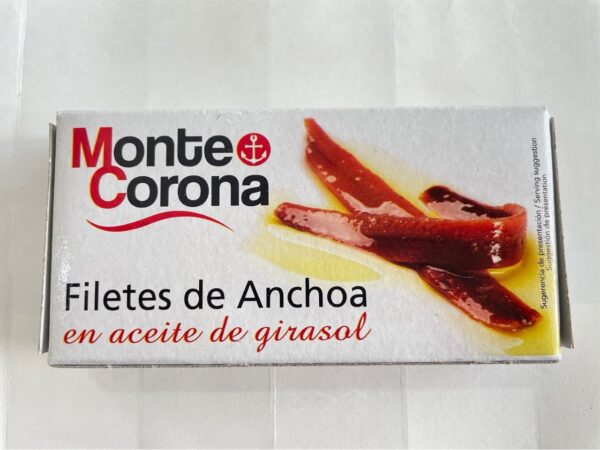 Monte
Corona
Filetes de Anchoa
en aceite de girasol
Sugerencia de presentación / Serving suggestion
Suggestion de présentation